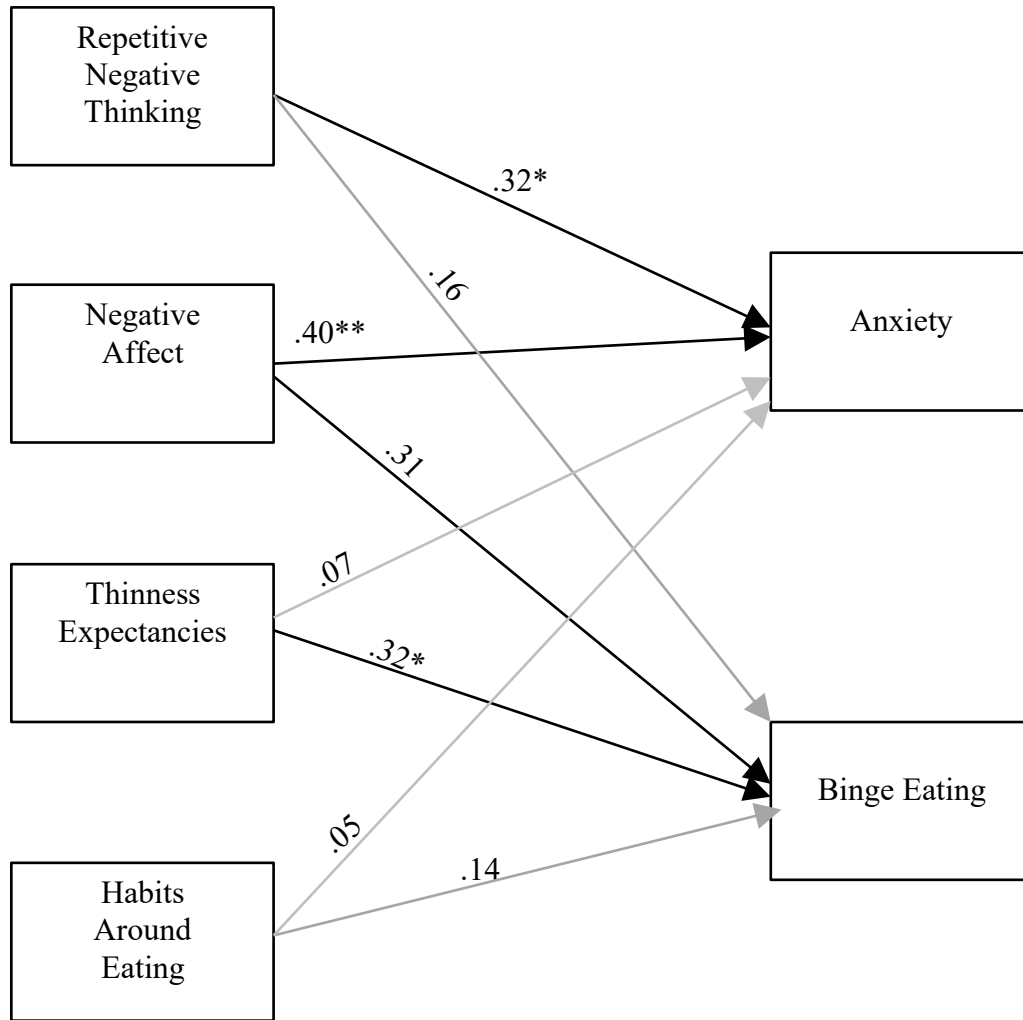 Repetitive
Negative
Thinking
.32*
.16
Negative
Affect
.40**
Anxiety
.31
.07
Thinness
Expectancies
.32*
Binge Eating
.05
.14
Habits
Around
Eating